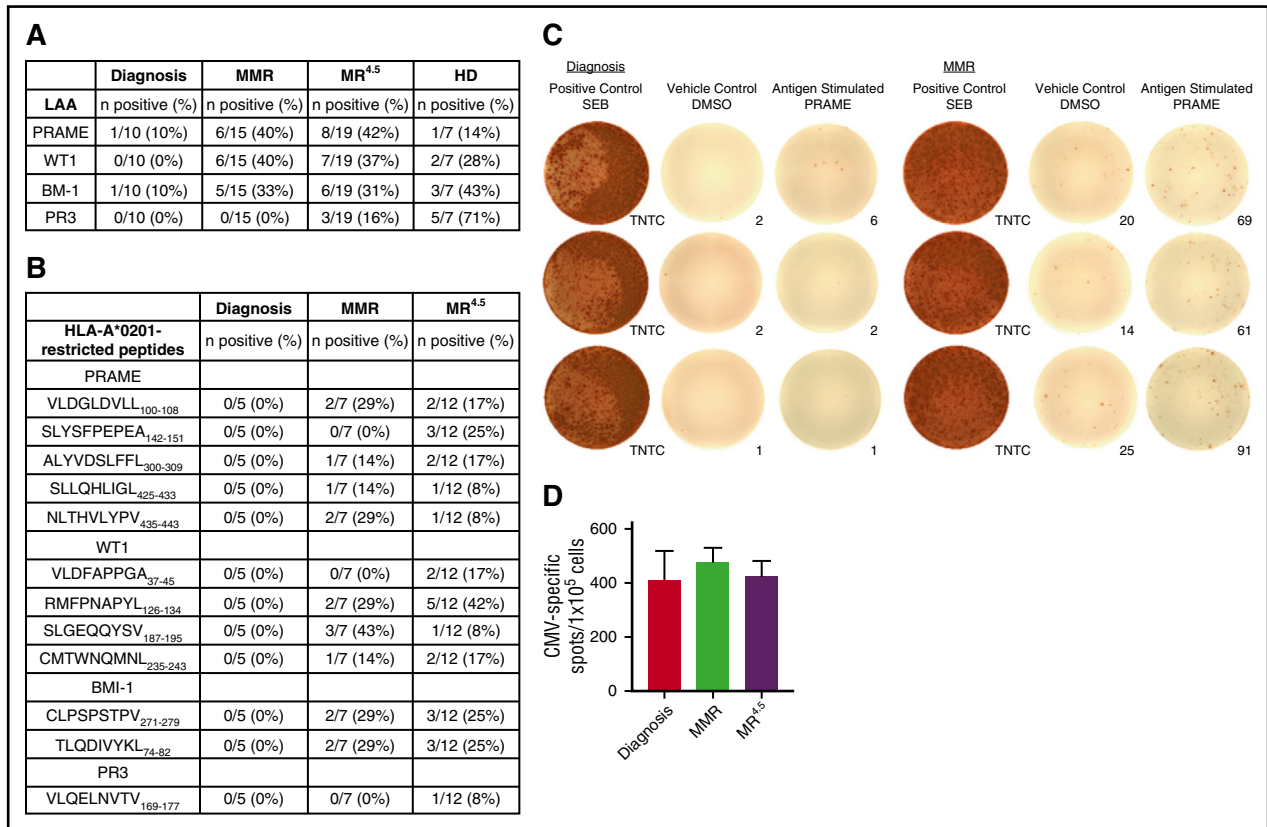 A
Diagnosis MMR MR4.5 HD
LAA n positive (%) n positive (%) n positive (%) n positive (%)
PRAME 1/10 (10%) 6/15 (40%) 8/19 (42%) 1/7 (14%)
WT1 0/10 (0%) 6/15 (40%) 7/19 (37%) 2/7 (28%)
BM-1 1/10 (10%) 5/15 (33%) 6/19 (31%) 3/7 (43%)
PR3 0/10 (0%) 0/15 (0%) 3/19 (16%) 5/7 (71%)
B
Diagnosis MMR MR4.5
HLA-A*0201-
restricted peptides n positive (%) n positive (%) n positive (%)
PRAME
VLDGLDVLL100-108 0/5 (0%) 2/7 (29%) 2/12 (17%)
SLYSFPEPEA142-151 0/5 (0%) 0/7 (0%) 3/12 (25%)
ALYVDSLFFL300-309 0/5 (0%) 1/7 (14%) 2/12 (17%)
SLLQHLIGL425-433 0/5 (0%) 1/7 (14%) 1/12 (8%)
NLTHVLYPV435-443 0/5 (0%) 2/7 (29%) 1/12 (8%)
WT1
VLDFAPPGA37-45 0/5 (0%) 0/7 (0%) 2/12 (17%)
RMFPNAPYL126-134 0/5 (0%) 2/7 (29%) 5/12 (42%)
SLGEQQYSV187-195 0/5 (0%) 3/7 (43%) 1/12 (8%)
CMTWNQMNL235-243 0/5 (0%) 1/7 (14%) 2/12 (17%)
BMI-1
CLPSPSTPV271-279 0/5 (0%) 2/7 (29%) 3/12 (25%)
TLQDIVYKL74-82 0/5 (0%) 2/7 (29%) 3/12 (25%)
PR3
VLQELNVTV169-177 0/5 (0%) 0/7 (0%) 1/12 (8%)
C
Diagnosis MMR
Positive Control Vehicle Control Antigen Stimulated Positive Control Vehicle Control Antigen Stimulated
SEB DMSO PRAME SEB DMSO PRAME
TNTC 2 6 TNTC 20 69
TNTC 2 2 TNTC 14 61
TNTC 1 1 TNTC 25 91
D
CMV-specific
spots/1x10^5 cells
600
400
200
0
Diagnosis
MMR
MR4.5